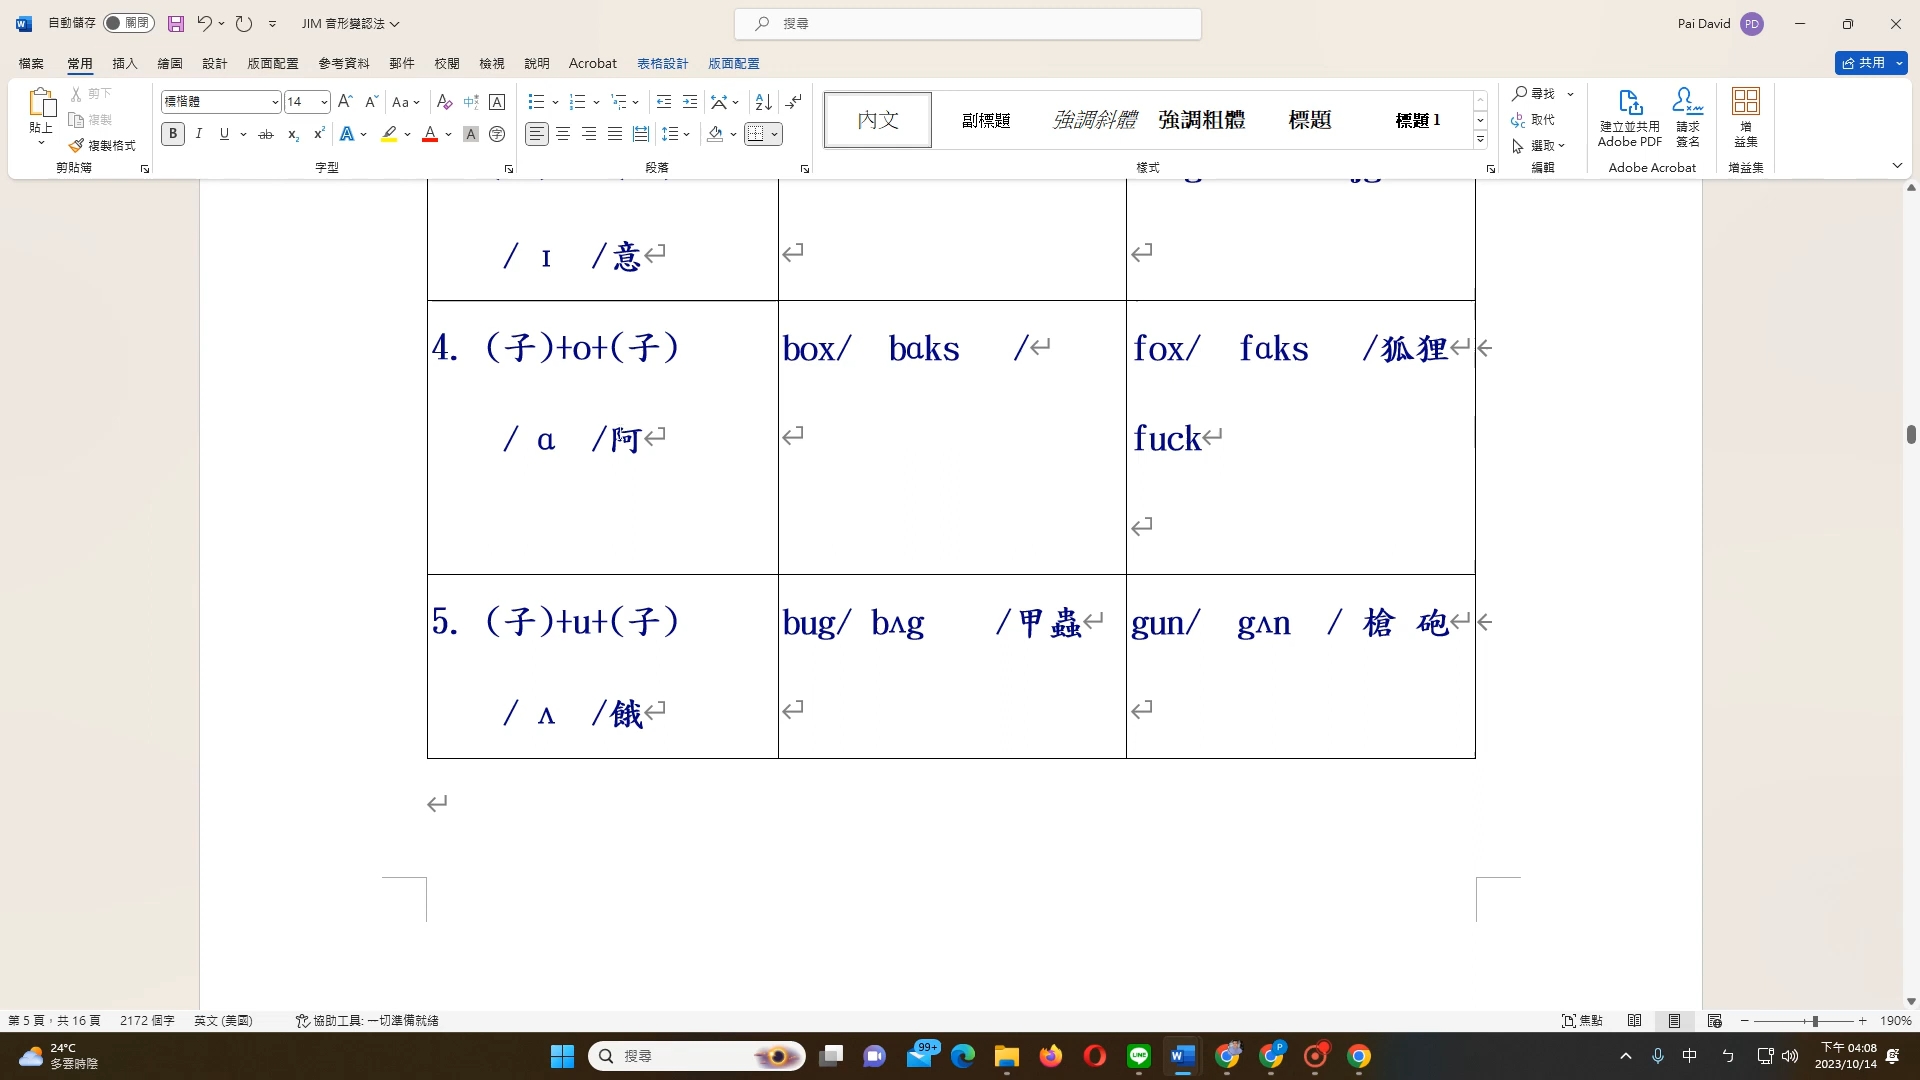 自動儲存 關閉 JIM 音形變認法 搜尋 Pai David PD
檔案 常用 插入 繪圖 設計 版面配置 參考資料 郵件 校閱 檢視 說明 Acrobat 表格設計 版面配置 共用
貼上 剪下 複製 複製格式 剪貼簿
標楷體 14 字型
段落
內文 副標題 強調斜體 強調粗體 標題 標題 1 樣式
尋找 取代 選取 編輯
建立並共用 Adobe PDF 請求 簽名 Adobe Acrobat
增 益集 增益集
/ ɪ /意
4. (子)+o+(子) box/ bɑks / fox/ fɑks /狐狸
/ ɑ /阿 fuck
5. (子)+u+(子) bug/ bʌg /甲蟲 gun/ gʌn / 槍 砲
/ ʌ /餓
第 5 頁，共 16 頁 2172 個字 英文 (美國) 協助工具: 一切準備就緒 焦點 190%
24°C
多雲時陰
搜尋 99+ 中 ㄅ 下午 04:08
2023/10/14